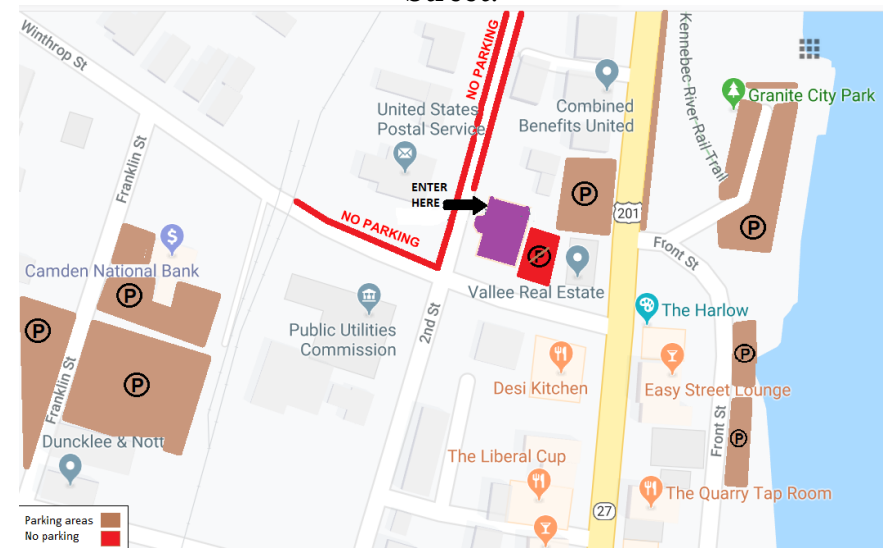 Winthrop St
NO PARKING
Kennebec River Rail Trail
Granite City Park
United States
Postal Service
Combined
Benefits United
Franklin St
ENTER
HERE
P
201
P
NO PARKING
P
Front St
$
Camden National Bank
Vallee Real Estate
P
The Harlow
P
2nd St
Public Utilities
Commission
P
P
Desi Kitchen
Easy Street Lounge
Franklin St
Front St
P
Duncklee & Nott
The Liberal Cup
The Quarry Tap Room
27
Parking areas
No parking